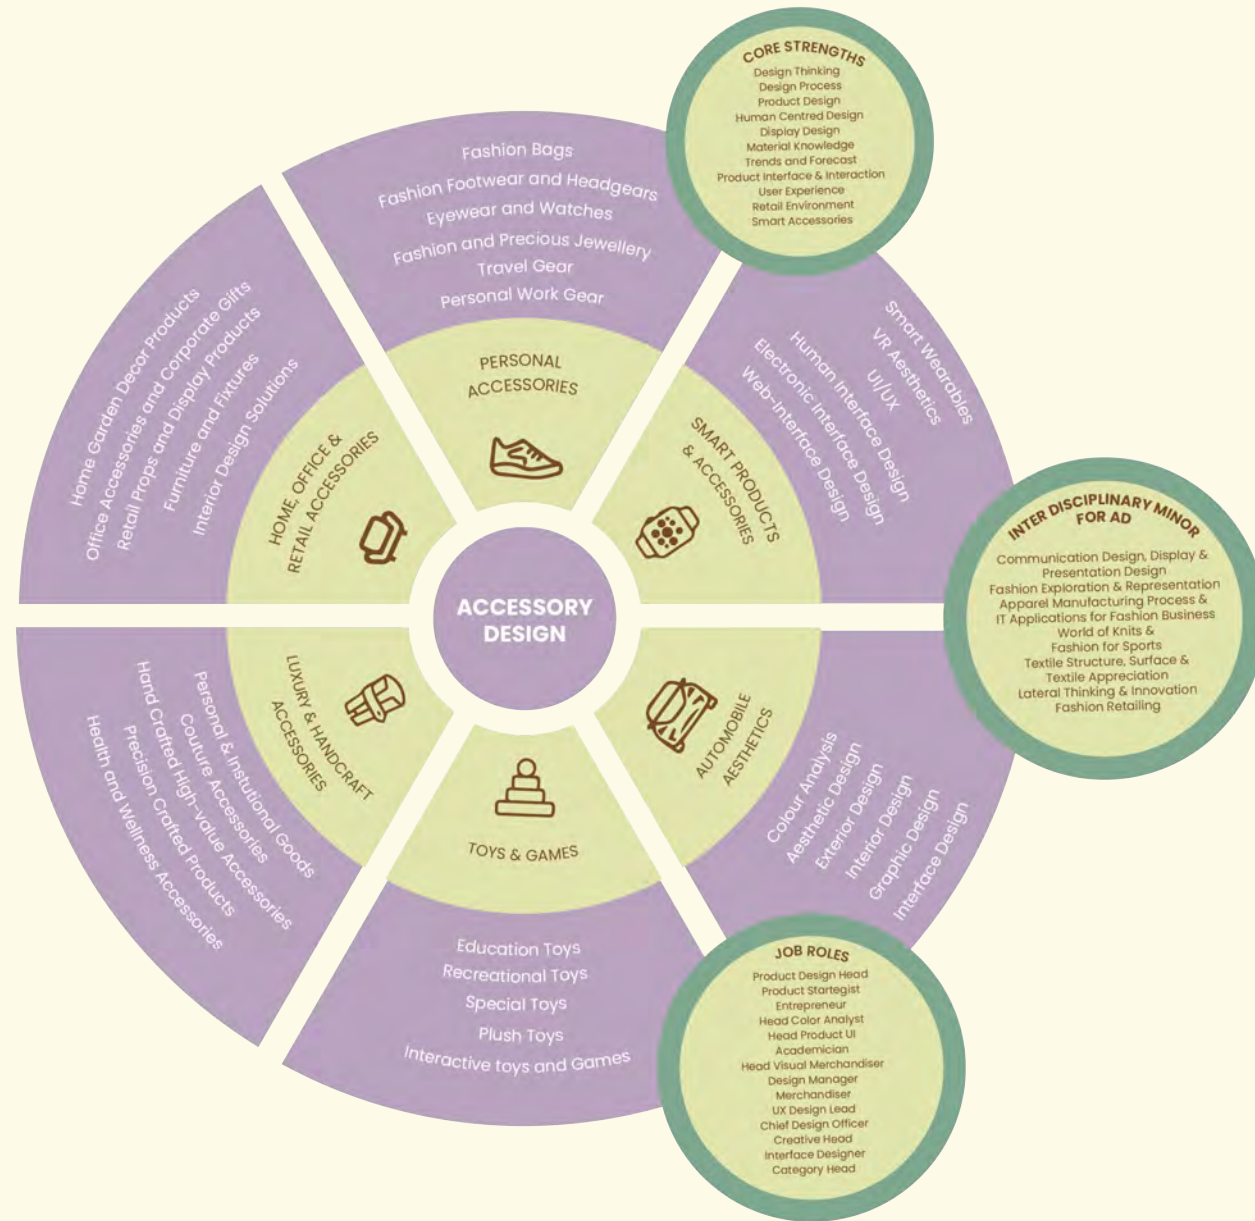 ACCESSORY
DESIGN
PERSONAL
ACCESSORIES
Fashion Bags
Fashion Footwear and Headgears
Eyewear and Watches
Fashion and Precious Jewellery
Travel Gear
Personal Work Gear
SMART PRODUCTS
& ACCESSORIES
Smart Wearables
VR Aesthetics
UI/UX
Human Interface Design
Electronic Interface Design
Web-Interface Design
AUTOMOBILE
AESTHETICS
Colour Analysis
Aesthetic Design
Exterior Design
Interior Design
Graphic Design
Interface Design
TOYS & GAMES
Education Toys
Recreational Toys
Special Toys
Plush Toys
Interactive toys and Games
LUXURY & HANDCRAFT
ACCESSORIES
Personal & Instutional Goods
Couture Accessories
Hand Crafted High-value Accessories
Precision Crafted Products
Health and Wellness Accessories
HOME, OFFICE &
RETAIL ACCESSORIES
Home Garden Decor Products
Office Accessories and Corporate Gifts
Retail Props and Display Products
Furniture and Fixtures
Interior Design Solutions
CORE STRENGTHS
Design Thinking
Design Process
Product Design
Human Centred Design
Display Design
Material Knowledge
Trends and Forecast
Product Interface & Interaction
User Experience
Retail Environment
Smart Accessories
INTER DISCIPLINARY MINOR
FOR AD
Communication Design, Display &
Presentation Design
Fashion Exploration & Representation
Apparel Manufacturing Process &
IT Applications for Fashion Business
World of Knits &
Fashion for Sports
Textile Structure, Surface &
Textile Appreciation
Lateral Thinking & Innovation
Fashion Retailing
JOB ROLES
Product Design Head
Product Startegist
Entrepreneur
Head Color Analyst
Head Product UI
Academician
Head Visual Merchandiser
Design Manager
Merchandiser
UX Design Lead
Chief Design Officer
Creative Head
Interface Designer
Category Head